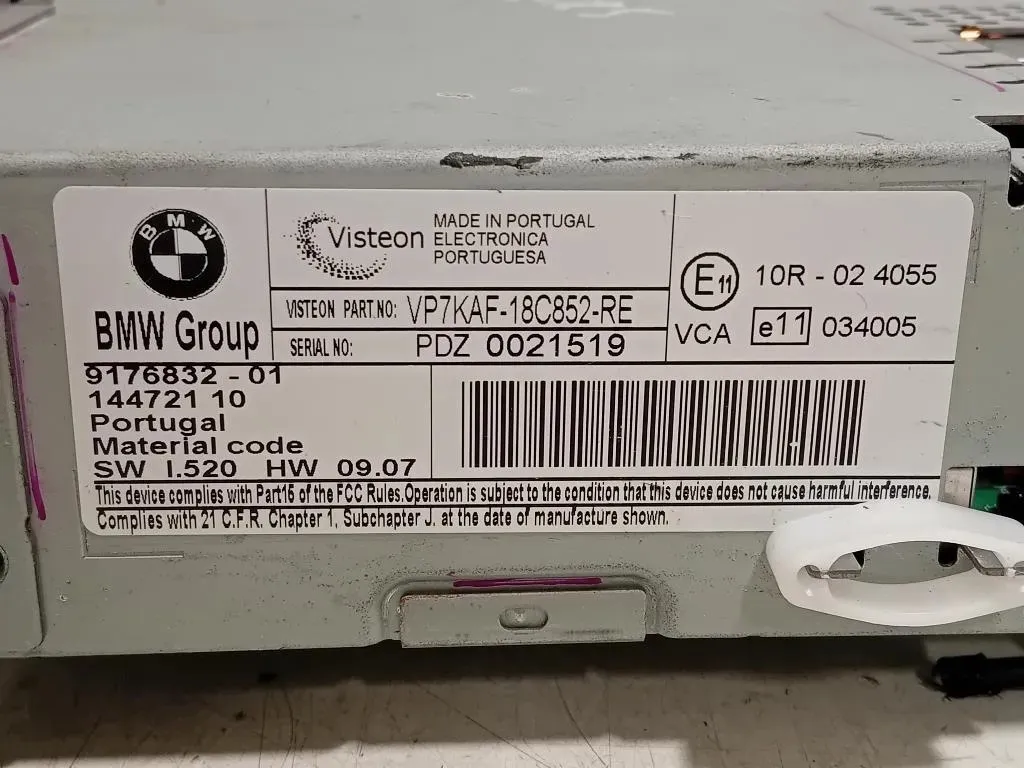 BMW
BMW Group
Visteon
MADE IN PORTUGAL
ELECTRONICA
PORTUGUESA
VISTEON PART NO: VP7KAF-18C852-RE
SERIAL NO: PDZ 0021519
E11 10R - 02 4055
VCA e11 034005
9176832 - 01
144721 10
Portugal
Material code
SW I.520 HW 09.07
This device complies with Part15 of the FCC Rules.Operation is subject to the condition that this device does not cause harmful interference.
Complies with 21 C.F.R. Chapter 1, Subchapter J. at the date of manufacture shown.